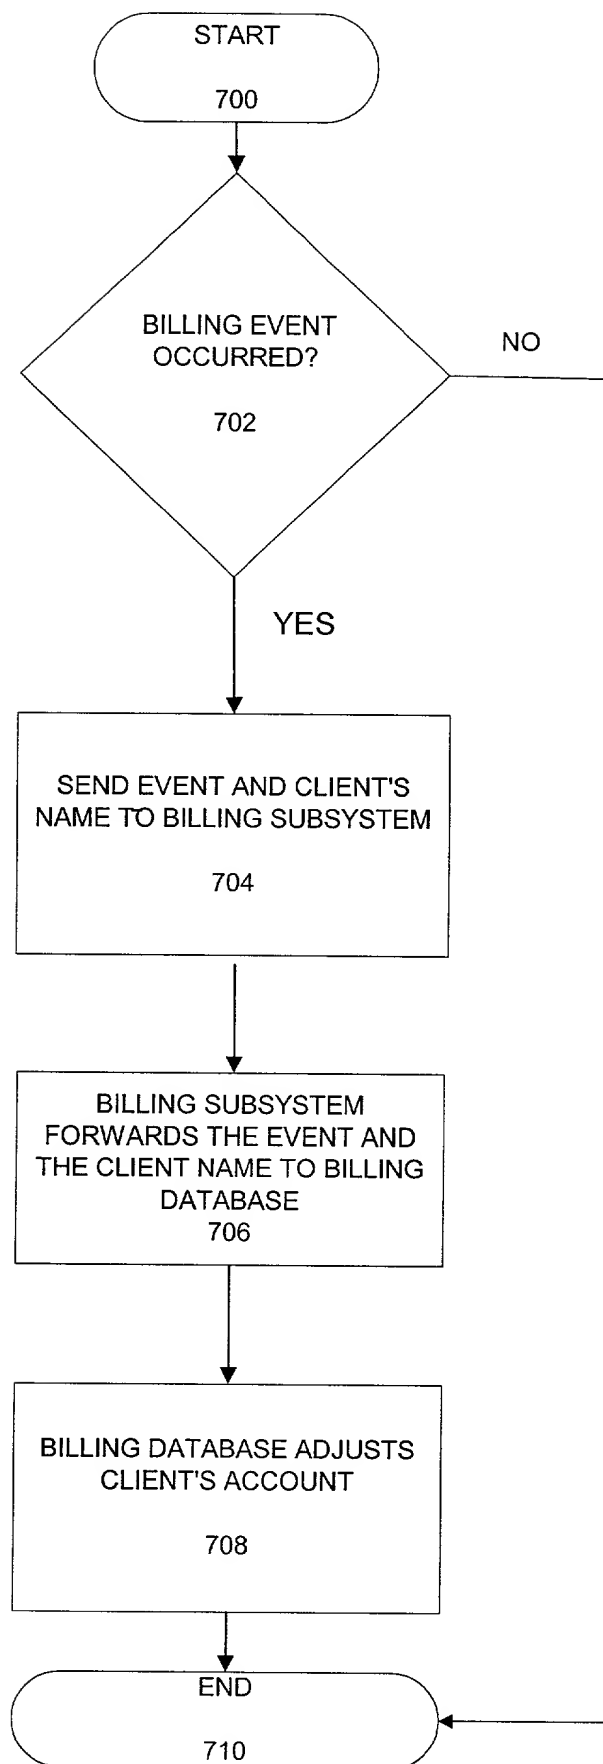 START
700
BILLING EVENT
OCCURRED?
702
NO
YES
SEND EVENT AND CLIENT'S
NAME TO BILLING SUBSYSTEM
704
BILLING SUBSYSTEM
FORWARDS THE EVENT AND
THE CLIENT NAME TO BILLING
DATABASE
706
BILLING DATABASE ADJUSTS
CLIENT'S ACCOUNT
708
END
710